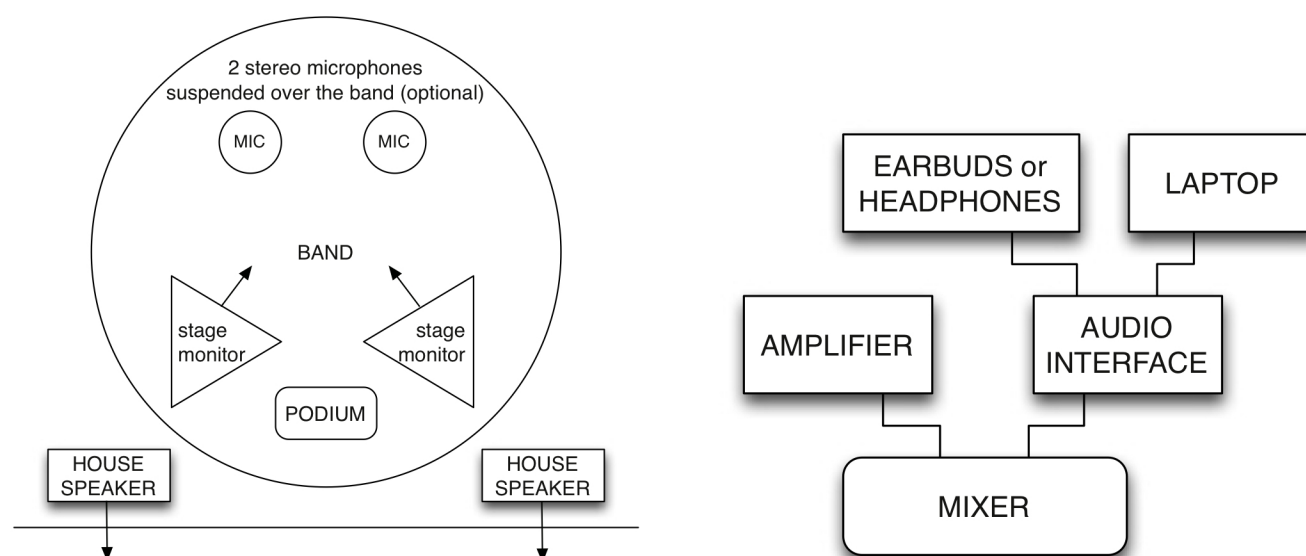 2 stereo microphones
suspended over the band (optional)
MIC
MIC
BAND
stage
monitor
stage
monitor
PODIUM
HOUSE
SPEAKER
HOUSE
SPEAKER
EARBUDS or
HEADPHONES
LAPTOP
AMPLIFIER
AUDIO
INTERFACE
MIXER